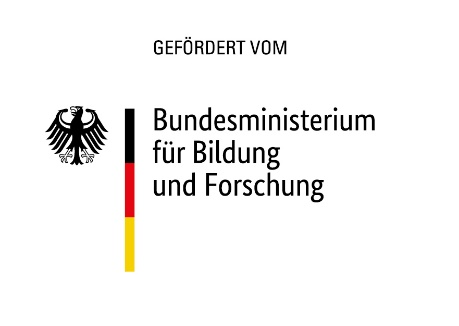 GEFÖRDERT VOM
Bundesministerium
für Bildung
und Forschung